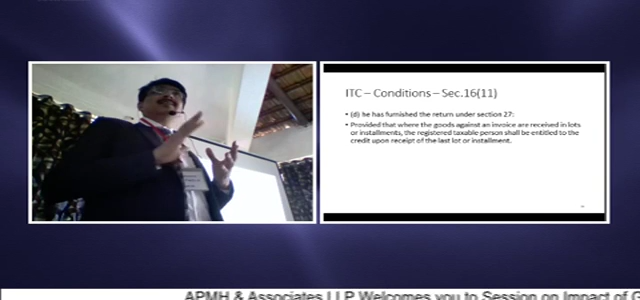 ITC – Conditions – Sec.16(11)
• (d) he has furnished the return under section 27:
• Provided that where the goods against an invoice are received in lots
or installments, the registered taxable person shall be entitled to the
credit upon receipt of the last lot or installment.
APMH & Associates LLP Welcomes you to Session on Impact of G